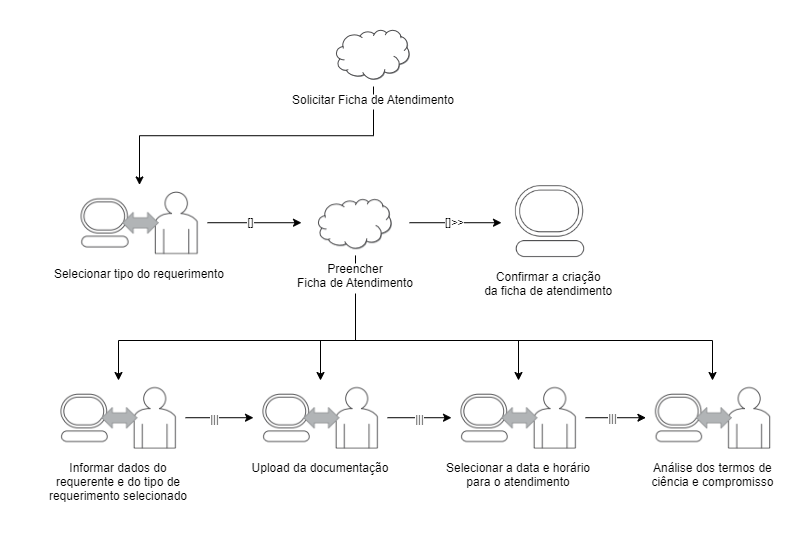 Solicitar Ficha de Atendimento
[]
[]>>
Selecionar tipo do requerimento
Preencher
Ficha de Atendimento
Confirmar a criação
da ficha de atendimento
|||
|||
|||
Informar dados do
requerente e do tipo de
requerimento selecionado
Upload da documentação
Selecionar a data e horário
para o atendimento
Análise dos termos de
ciência e compromisso